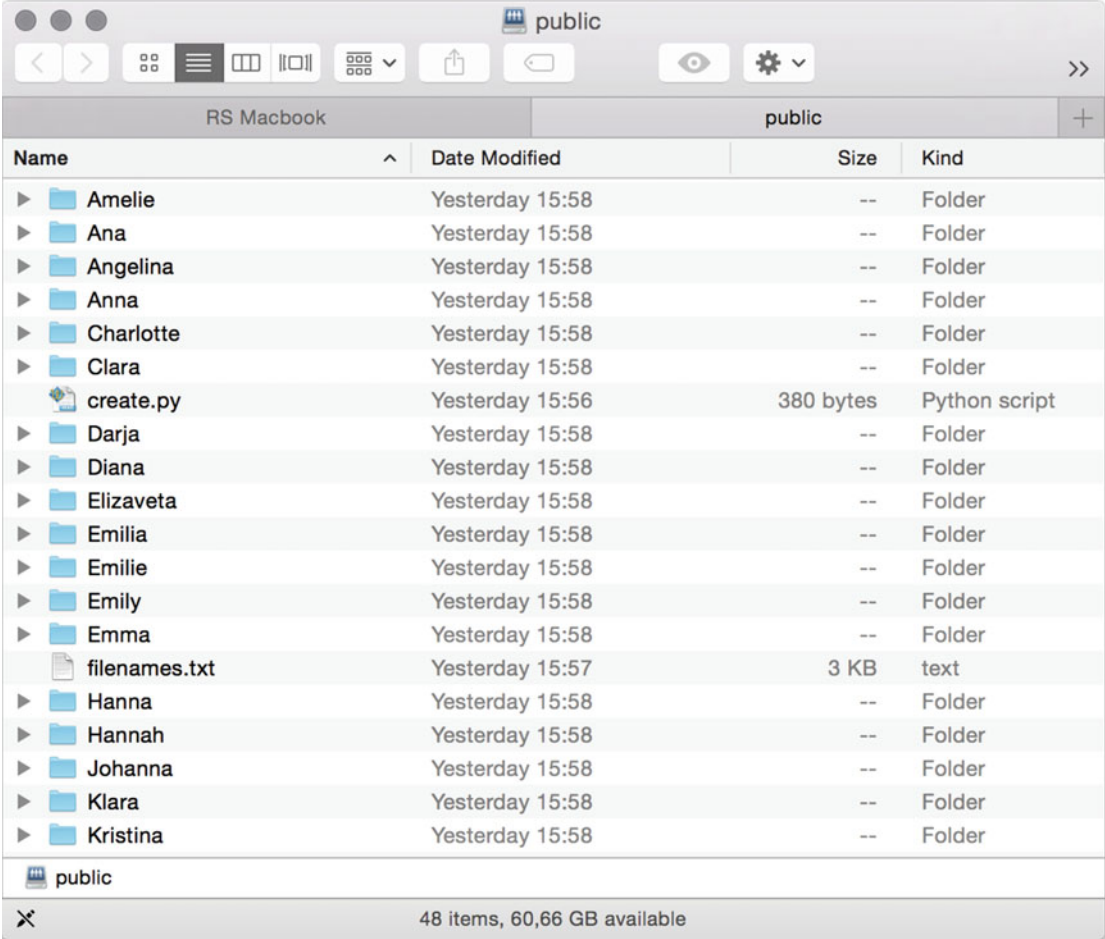 public
RS Macbook public
Name Date Modified Size Kind
Amelie Yesterday 15:58 -- Folder
Ana Yesterday 15:58 -- Folder
Angelina Yesterday 15:58 -- Folder
Anna Yesterday 15:58 -- Folder
Charlotte Yesterday 15:58 -- Folder
Clara Yesterday 15:58 -- Folder
create.py Yesterday 15:56 380 bytes Python script
Darja Yesterday 15:58 -- Folder
Diana Yesterday 15:58 -- Folder
Elizaveta Yesterday 15:58 -- Folder
Emilia Yesterday 15:58 -- Folder
Emilie Yesterday 15:58 -- Folder
Emily Yesterday 15:58 -- Folder
Emma Yesterday 15:58 -- Folder
filenames.txt Yesterday 15:57 3 KB text
Hanna Yesterday 15:58 -- Folder
Hannah Yesterday 15:58 -- Folder
Johanna Yesterday 15:58 -- Folder
Klara Yesterday 15:58 -- Folder
Kristina Yesterday 15:58 -- Folder
public
48 items, 60,66 GB available